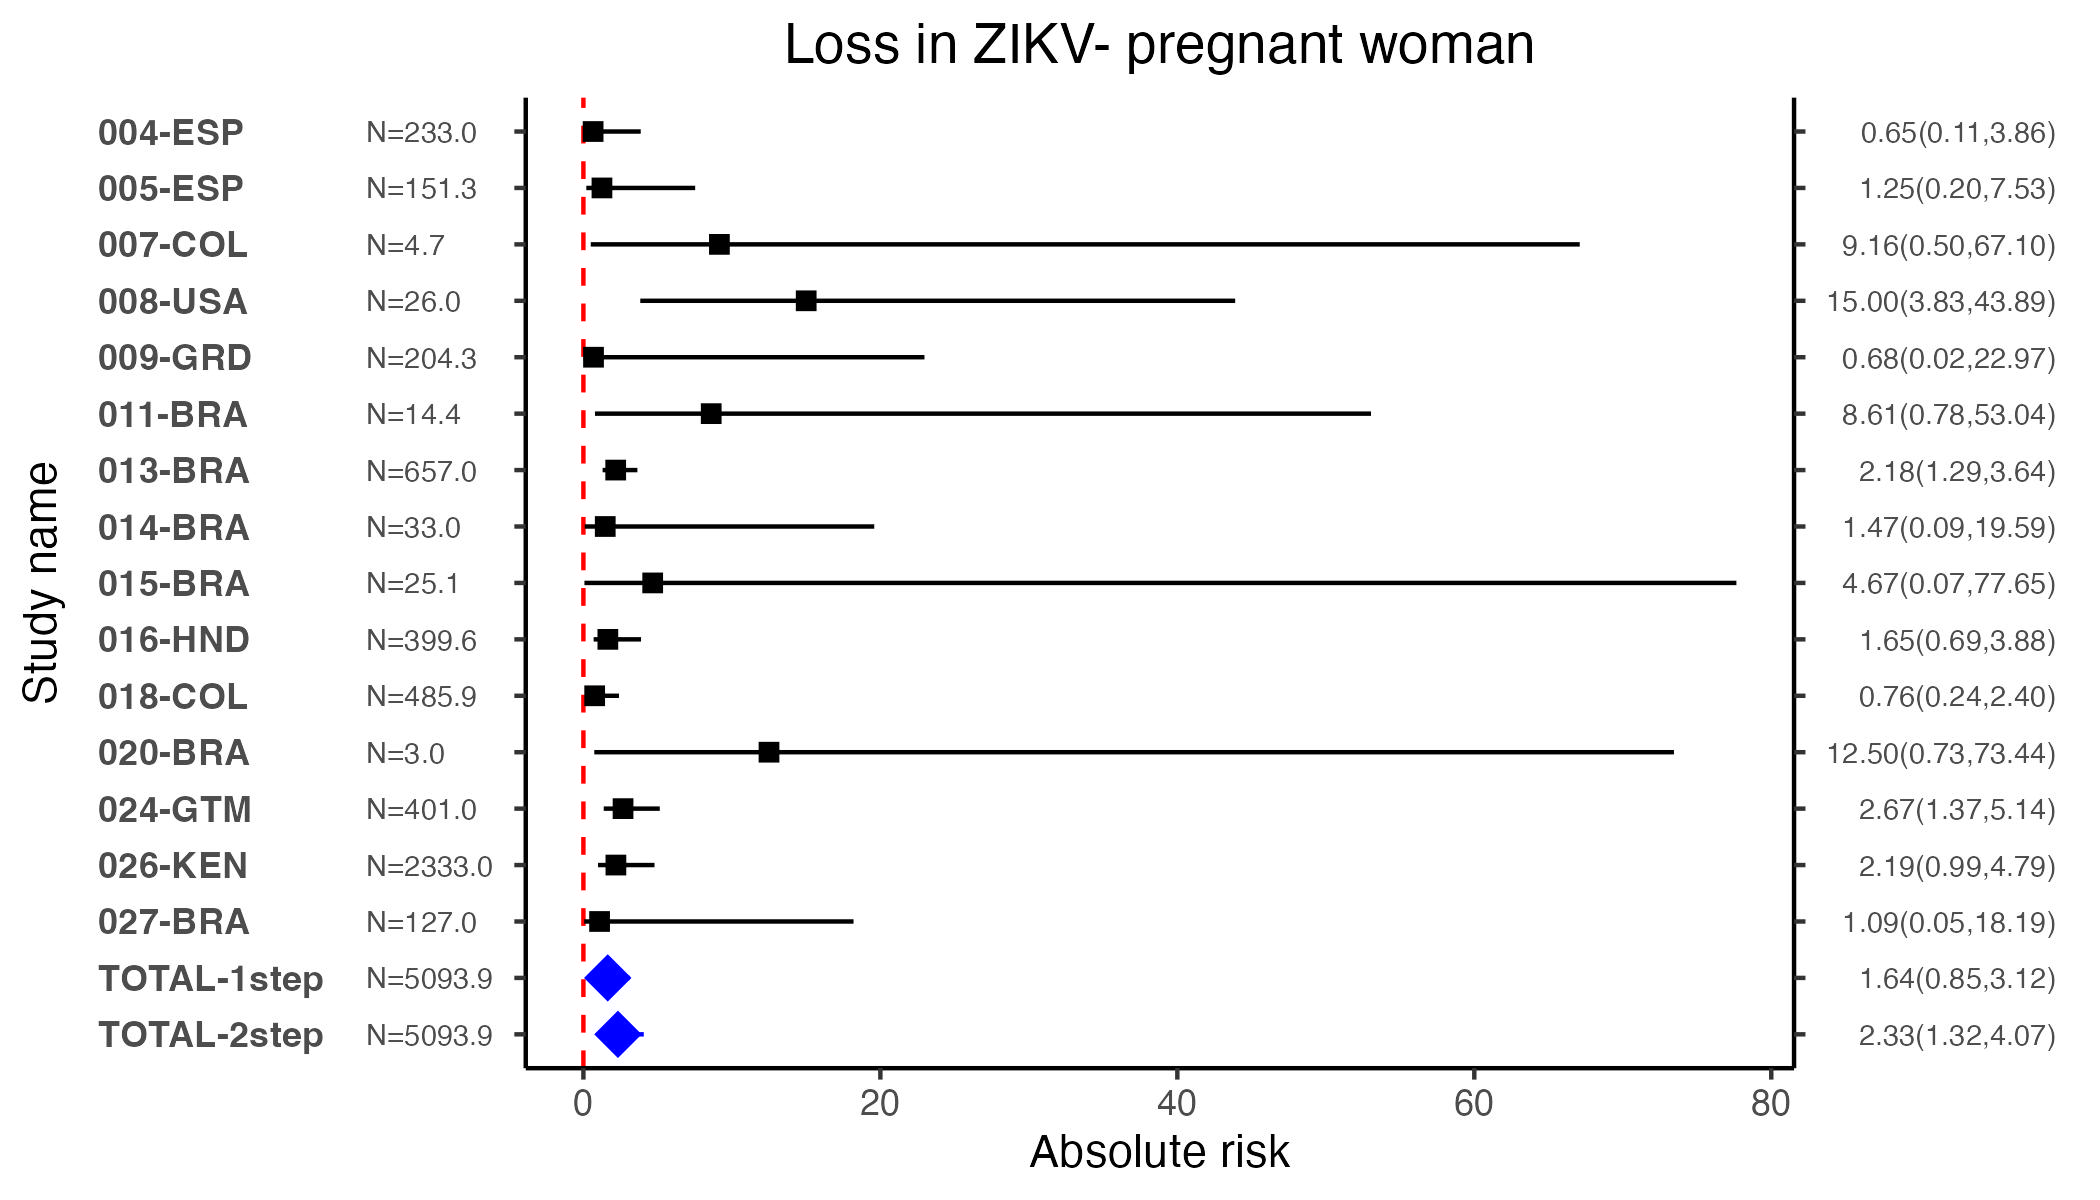 Loss in ZIKV- pregnant woman
004-ESP N=233.0 0.65(0.11,3.86)
005-ESP N=151.3 1.25(0.20,7.53)
007-COL N=4.7 9.16(0.50,67.10)
008-USA N=26.0 15.00(3.83,43.89)
009-GRD N=204.3 0.68(0.02,22.97)
011-BRA N=14.4 8.61(0.78,53.04)
013-BRA N=657.0 2.18(1.29,3.64)
014-BRA N=33.0 1.47(0.09,19.59)
015-BRA N=25.1 4.67(0.07,77.65)
016-HND N=399.6 1.65(0.69,3.88)
018-COL N=485.9 0.76(0.24,2.40)
020-BRA N=3.0 12.50(0.73,73.44)
024-GTM N=401.0 2.67(1.37,5.14)
026-KEN N=2333.0 2.19(0.99,4.79)
027-BRA N=127.0 1.09(0.05,18.19)
TOTAL-1step N=5093.9 1.64(0.85,3.12)
TOTAL-2step N=5093.9 2.33(1.32,4.07)
Study name
0 20 40 60 80
Absolute risk